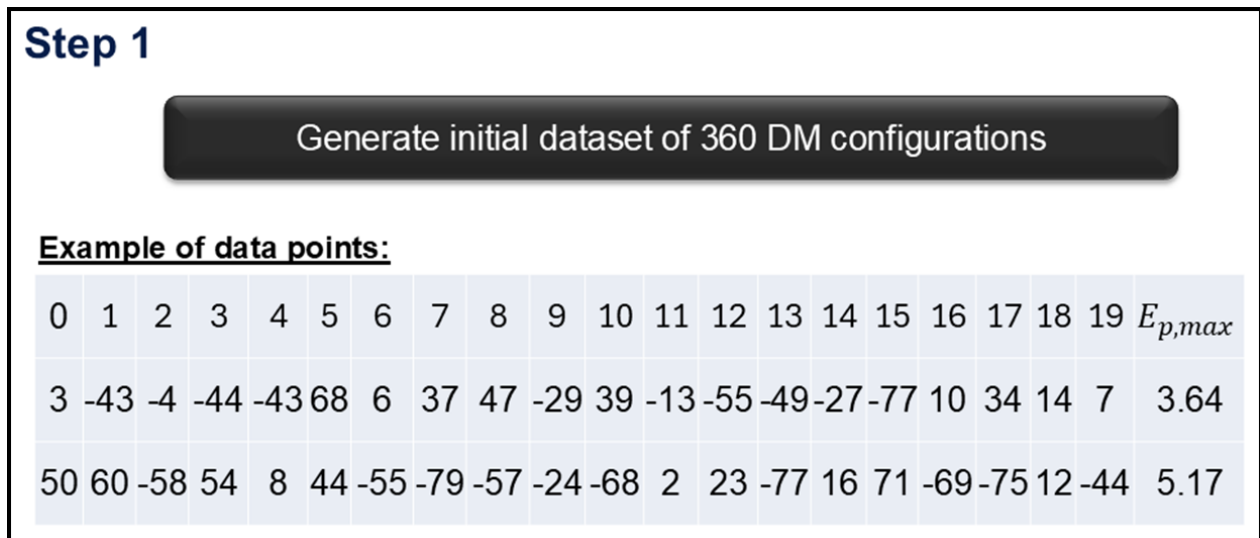 Step 1
Generate initial dataset of 360 DM configurations
Example of data points:
0 1 2 3 4 5 6 7 8 9 10 11 12 13 14 15 16 17 18 19 E_{p,max}
3 -43 -4 -44 -43 68 6 37 47 -29 39 -13 -55 -49 -27 -77 10 34 14 7 3.64
50 60 -58 54 8 44 -55 -79 -57 -24 -68 2 23 -77 16 71 -69 -75 12 -44 5.17